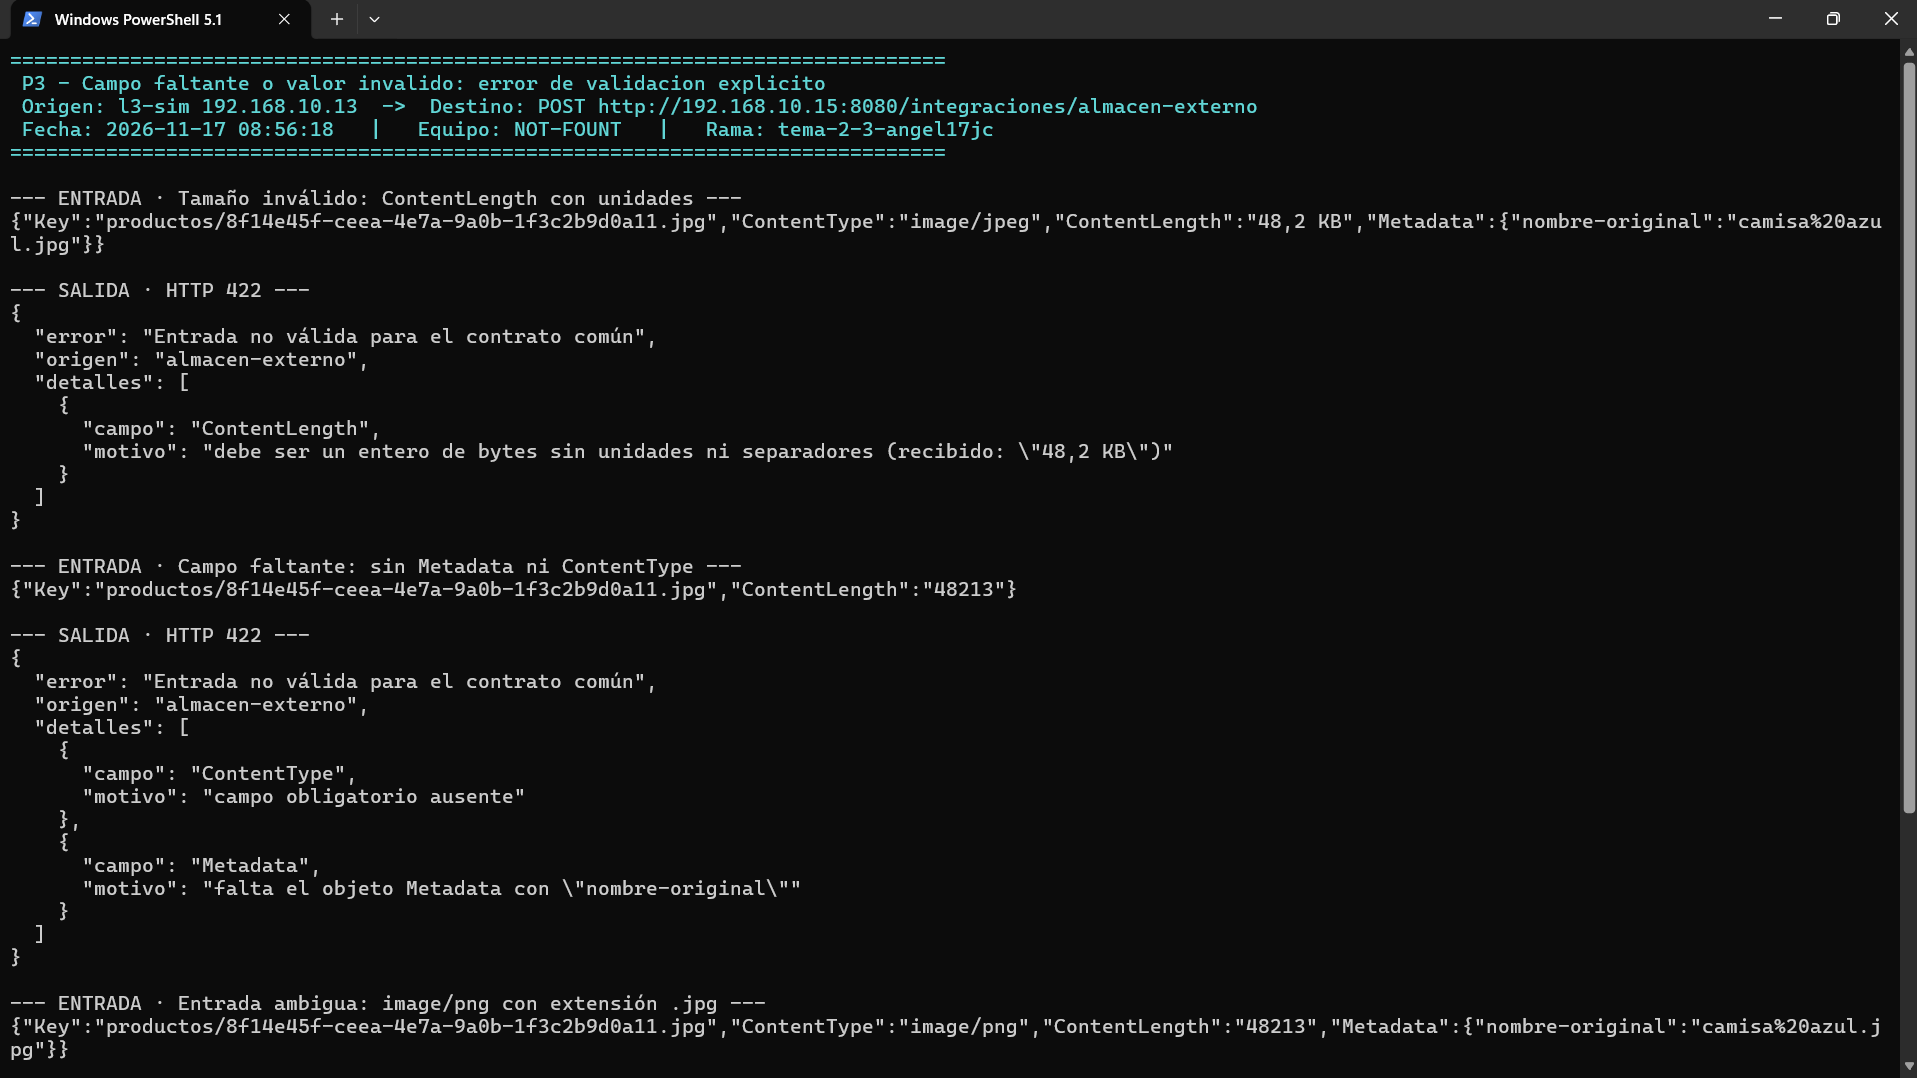 Windows PowerShell 5.1
==============================================================================
 P3 - Campo faltante o valor invalido: error de validacion explicito
 Origen: l3-sim 192.168.10.13  ->  Destino: POST http://192.168.10.15:8080/integraciones/almacen-externo
 Fecha: 2026-11-17 08:56:18   |   Equipo: NOT-FOUNT   |   Rama: tema-2-3-angel17jc
==============================================================================
--- ENTRADA · Tamaño inválido: ContentLength con unidades ---
{"Key":"productos/8f14e45f-ceea-4e7a-9a0b-1f3c2b9d0a11.jpg","ContentType":"image/jpeg","ContentLength":"48,2 KB","Metadata":{"nombre-original":"camisa%20azu
l.jpg"}}
--- SALIDA · HTTP 422 ---
{
  "error": "Entrada no válida para el contrato común",
  "origen": "almacen-externo",
  "detalles": [
    {
      "campo": "ContentLength",
      "motivo": "debe ser un entero de bytes sin unidades ni separadores (recibido: \"48,2 KB\")"
    }
  ]
}
--- ENTRADA · Campo faltante: sin Metadata ni ContentType ---
{"Key":"productos/8f14e45f-ceea-4e7a-9a0b-1f3c2b9d0a11.jpg","ContentLength":"48213"}
--- SALIDA · HTTP 422 ---
{
  "error": "Entrada no válida para el contrato común",
  "origen": "almacen-externo",
  "detalles": [
    {
      "campo": "ContentType",
      "motivo": "campo obligatorio ausente"
    },
    {
      "campo": "Metadata",
      "motivo": "falta el objeto Metadata con \"nombre-original\""
    }
  ]
}
--- ENTRADA · Entrada ambigua: image/png con extensión .jpg ---
{"Key":"productos/8f14e45f-ceea-4e7a-9a0b-1f3c2b9d0a11.jpg","ContentType":"image/png","ContentLength":"48213","Metadata":{"nombre-original":"camisa%20azul.j
pg"}}